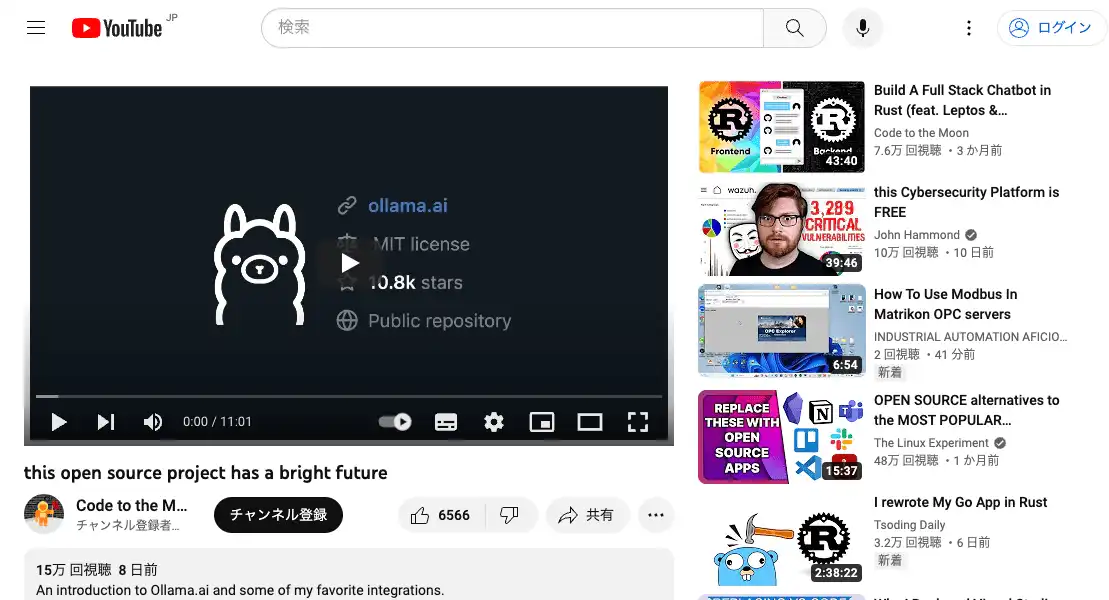 YouTube JP
検索
ログイン
ollama.ai
MIT license
10.8k stars
Public repository
0:00 / 11:01
this open source project has a bright future
Code to the M...
チャンネル登録者...
チャンネル登録
6566
共有
15万 回視聴 8 日前
An introduction to Ollama.ai and some of my favorite integrations.
Frontend
Backend
43:40
Build A Full Stack Chatbot in
Rust (feat. Leptos &...
Code to the Moon
7.6万 回視聴 ・3 か月前
wazuh.
3,289
CRITICAL
VULNERABILITIES
39:46
this Cybersecurity Platform is
FREE
John Hammond
10万 回視聴 ・10 日前
OPC Explorer
6:54
How To Use Modbus In
Matrikon OPC servers
INDUSTRIAL AUTOMATION AFICIO...
2 回視聴 ・41 分前
新着
REPLACE
THESE WITH
OPEN
SOURCE
APPS
15:37
OPEN SOURCE alternatives to
the MOST POPULAR...
The Linux Experiment
48万 回視聴 ・1 か月前
2:38:22
I rewrote My Go App in Rust
Tsoding Daily
3.2万 回視聴 ・6 日前
新着